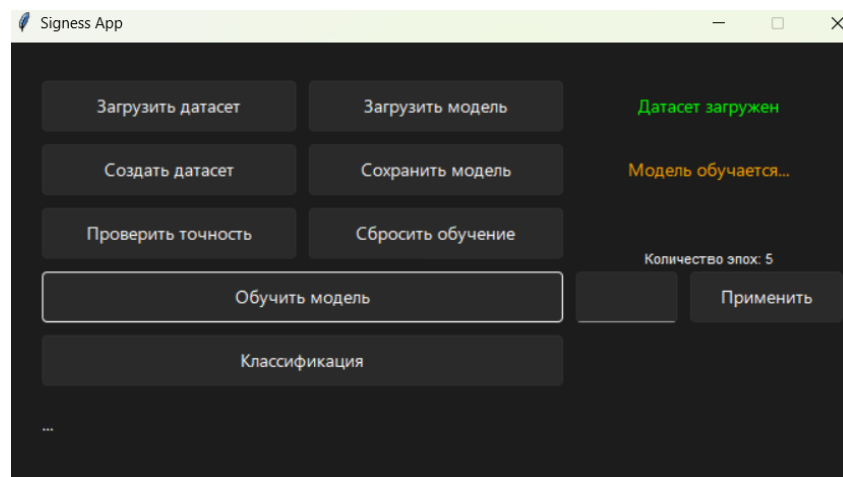 Signess App
Загрузить датасет
Загрузить модель
Датасет загружен
Создать датасет
Сохранить модель
Модель обучается...
Проверить точность
Сбросить обучение
Количество эпох: 5
Обучить модель
Применить
Классификация
...